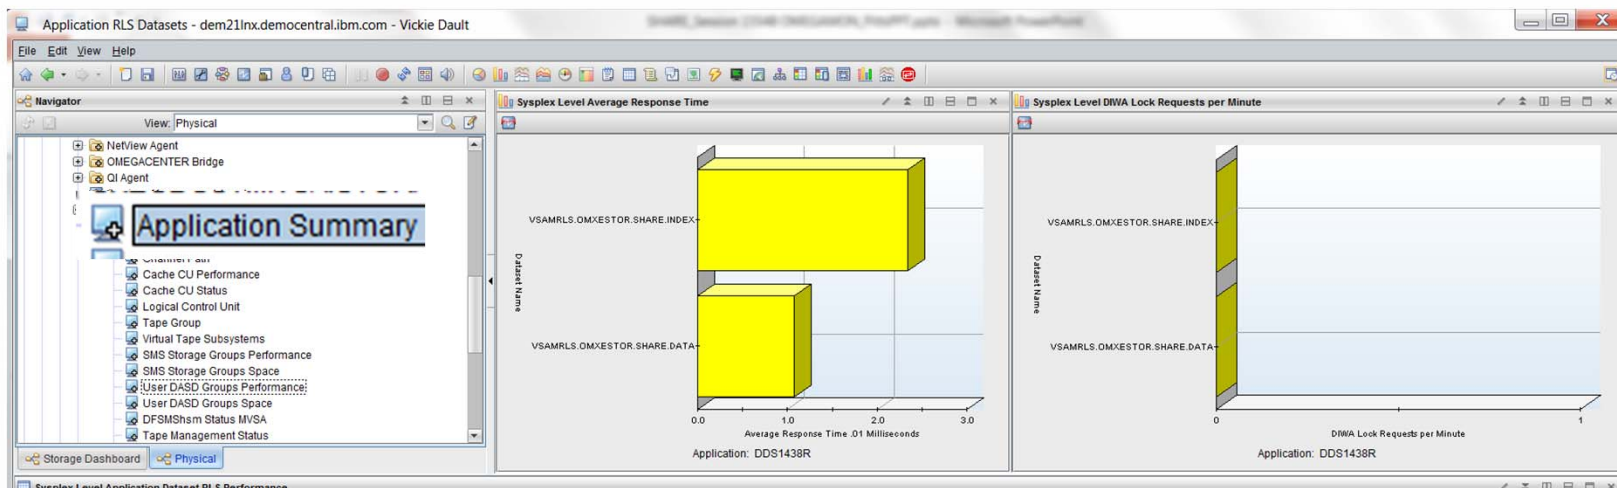 Application RLS Datasets - dem21lnx.democentral.ibm.com - Vickie Dault
File Edit View Help
Navigator
View: Physical
NetView Agent
OMEGACENTER Bridge
QI Agent
Application Summary
Channel Path
Cache CU Performance
Cache CU Status
Logical Control Unit
Tape Group
Virtual Tape Subsystems
SMS Storage Groups Performance
SMS Storage Groups Space
User DASD Groups Performance
User DASD Groups Space
DFSMShsm Status MVSA
Tape Management Status
Storage Dashboard
Physical
Sysplex Level Average Response Time
Dataset Name
VSAMRLS.OMXESTOR.SHARE.INDEX
VSAMRLS.OMXESTOR.SHARE.DATA
0.0 1.0 2.0 3.0
Average Response Time .01 Milliseconds
Application: DDS1438R
Sysplex Level DIWA Lock Requests per Minute
Dataset Name
VSAMRLS.OMXESTOR.SHARE.INDEX
VSAMRLS.OMXESTOR.SHARE.DATA
0 1
DIWA Lock Requests per Minute
Application: DDS1438R
Sysplex Level Application Dataset RLS Performance